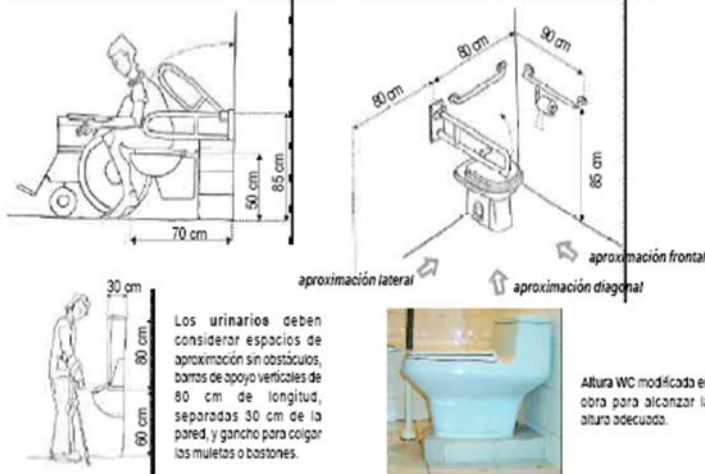 80 cm
90 cm
80 cm
85 cm
50 cm
85 cm
70 cm
aproximación frontal
aproximación lateral
aproximación diagonal
30 cm
80 cm
60 cm
Los urinarios deben
considerar espacios de
aproximación sin obstáculos,
barras de apoyo verticales de
80 cm de longitud,
separadas 30 cm de la
pared, y gancho para colgar
las muletas o bastones.
Altura WC modificada en
obra para alcanzar la
altura adecuada.